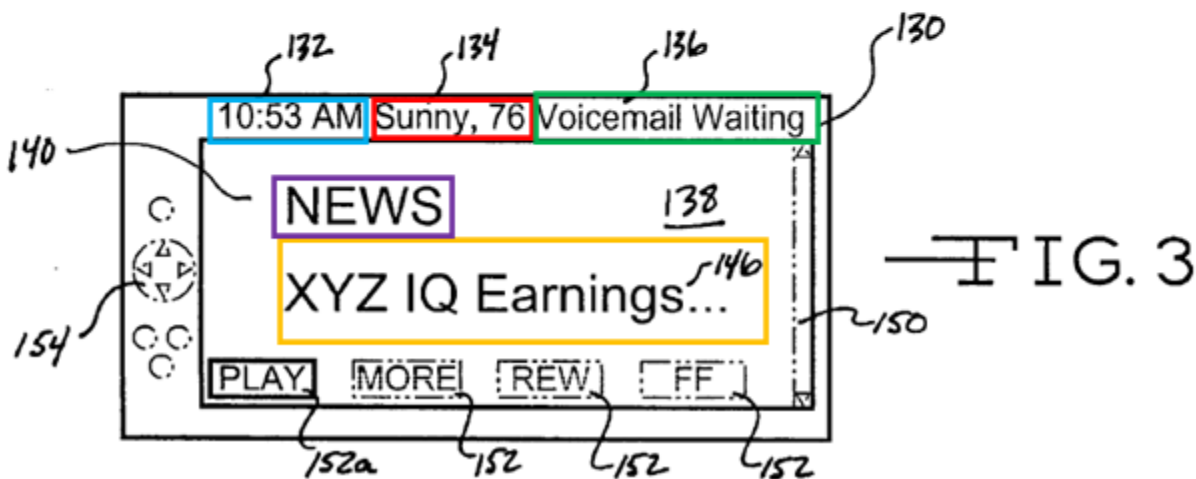 132 134 136 130
10:53 AM Sunny, 76 Voicemail Waiting
140
NEWS 138
XYZ IQ Earnings... 146
FIG. 3
150
154
PLAY MORE REW FF
152a 152 152 152